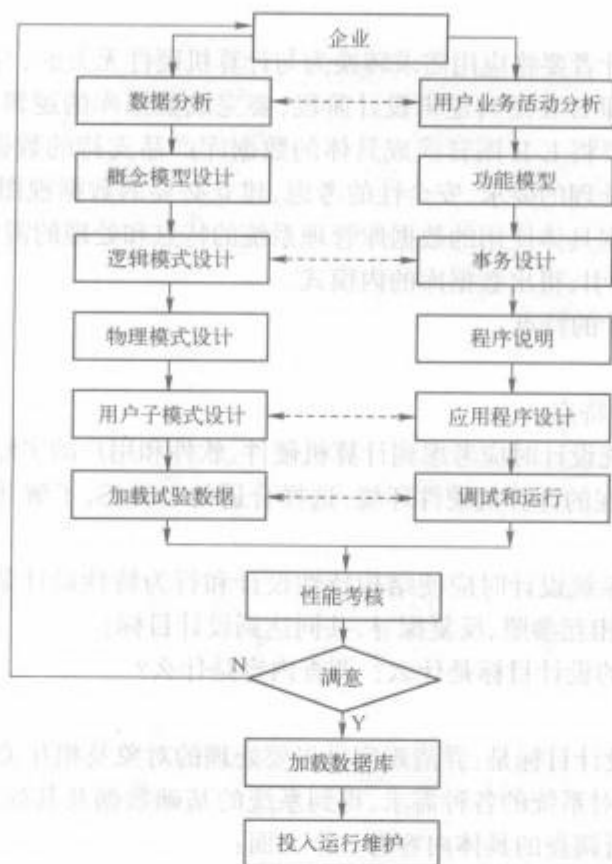 企业
数据分析
用户业务活动分析
概念模型设计
功能模型
逻辑模式设计
事务设计
物理模式设计
程序说明
用户子模式设计
应用程序设计
加载试验数据
调试和运行
性能考核
N
满意
Y
加载数据库
投入运行维护